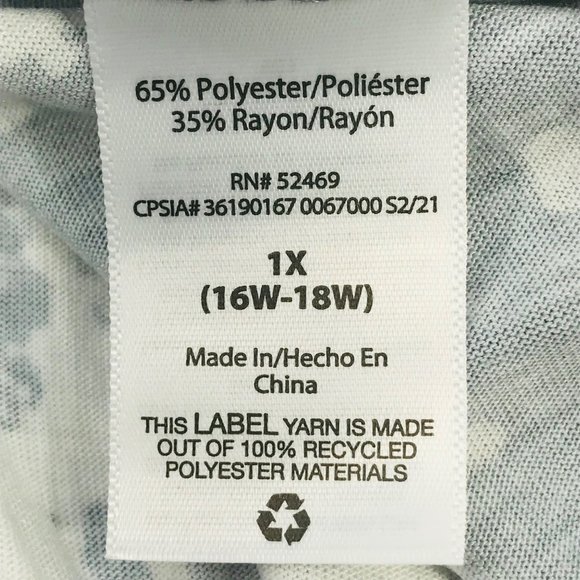 65% Polyester/Poliéster
35% Rayon/Rayón
RN# 52469
CPSIA# 36190167 0067000 S2/21
1X
(16W-18W)
Made In/Hecho En
China
THIS LABEL YARN IS MADE
OUT OF 100% RECYCLED
POLYESTER MATERIALS